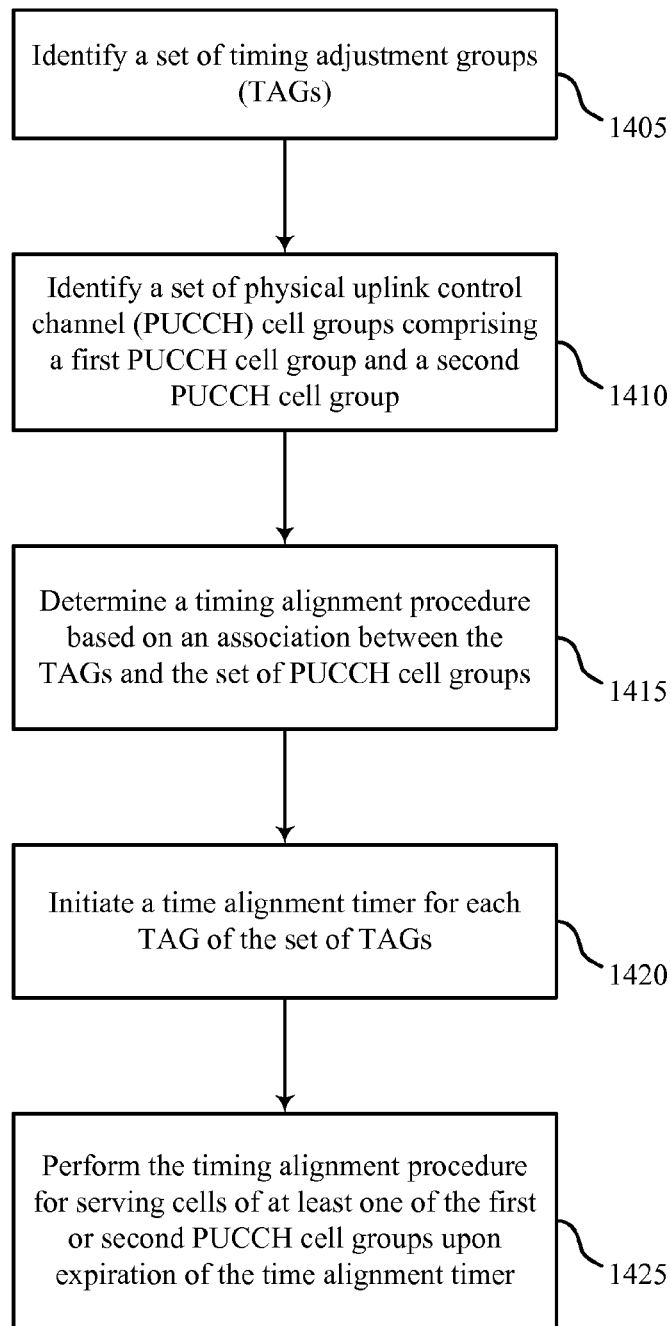 Identify a set of timing adjustment groups
(TAGs)
1405
Identify a set of physical uplink control
channel (PUCCH) cell groups comprising
a first PUCCH cell group and a second
PUCCH cell group
1410
Determine a timing alignment procedure
based on an association between the
TAGs and the set of PUCCH cell groups
1415
Initiate a time alignment timer for each
TAG of the set of TAGs
1420
Perform the timing alignment procedure
for serving cells of at least one of the first
or second PUCCH cell groups upon
expiration of the time alignment timer
1425